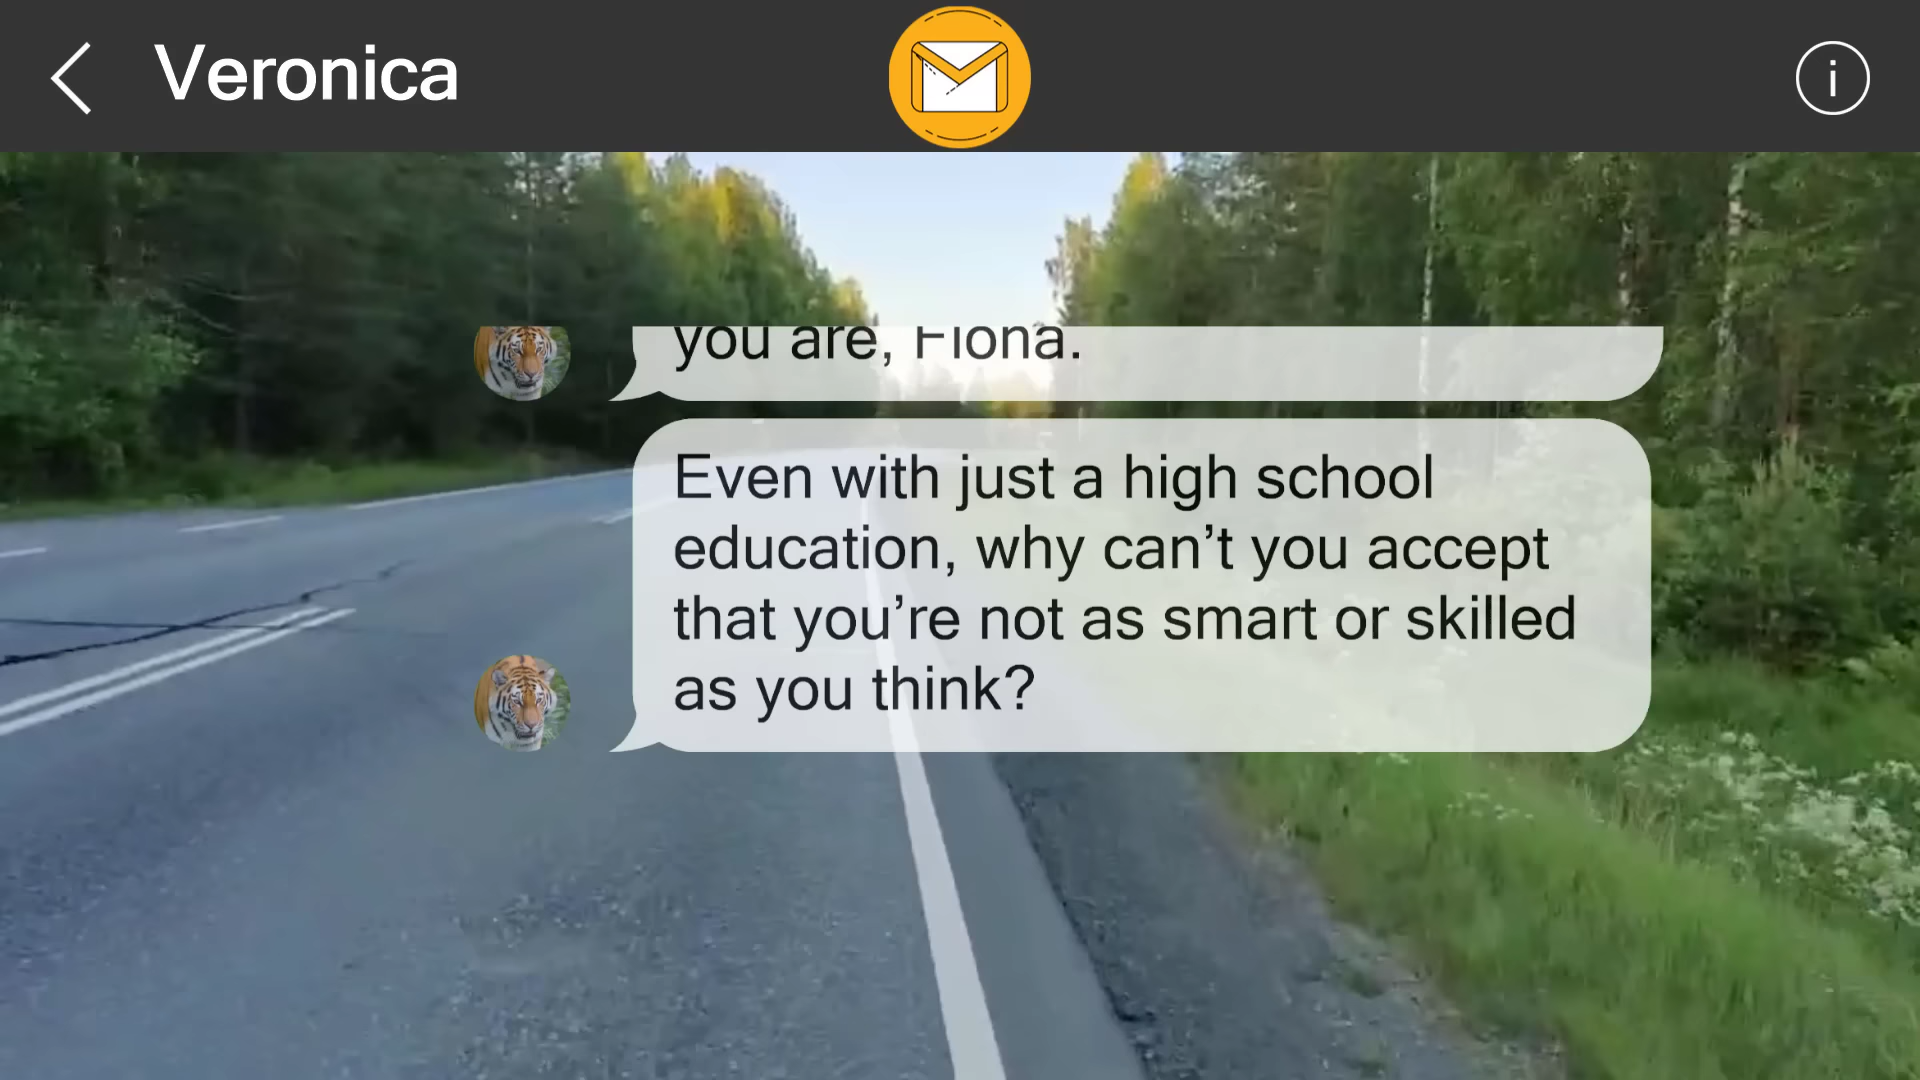 Veronica
i
you are, Fiona.
Even with just a high school
education, why can’t you accept
that you’re not as smart or skilled
as you think?